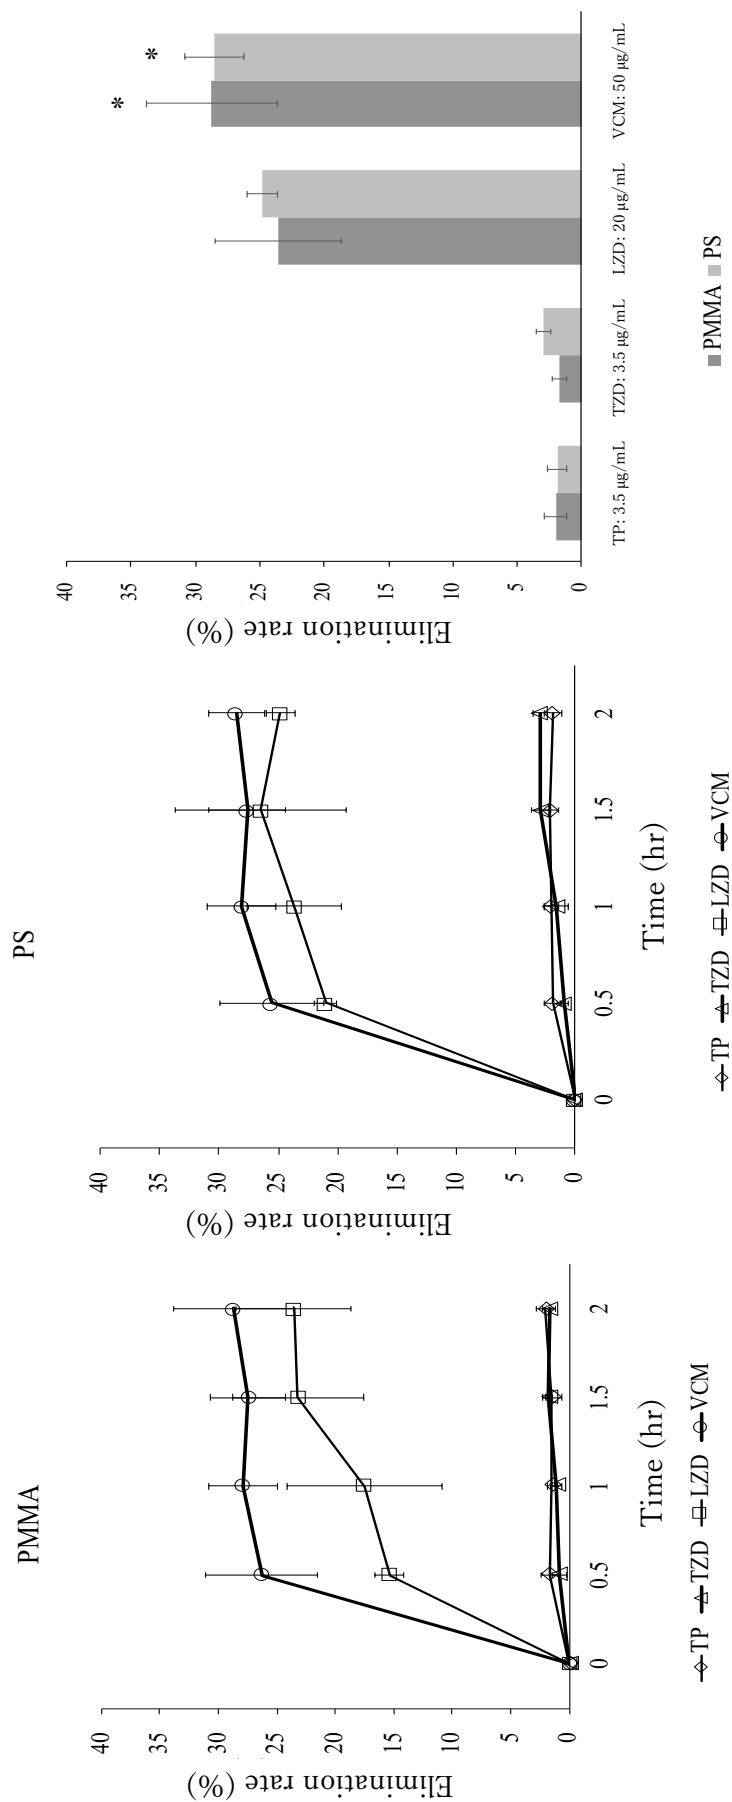 PMMA
Elimination rate (%)
40
35
30
25
20
15
10
5
0
0 0.5 1 1.5 2
Time (hr)
TP TZD LZD VCM
PS
Elimination rate (%)
40
35
30
25
20
15
10
5
0
0 0.5 1 1.5 2
Time (hr)
TP TZD LZD VCM
Elimination rate (%)
40
35
30
25
20
15
10
5
0
* *
TP: 3.5 µg/mL TZD: 3.5 µg/mL LZD: 20 µg/mL VCM: 50 µg/mL
PMMA PS